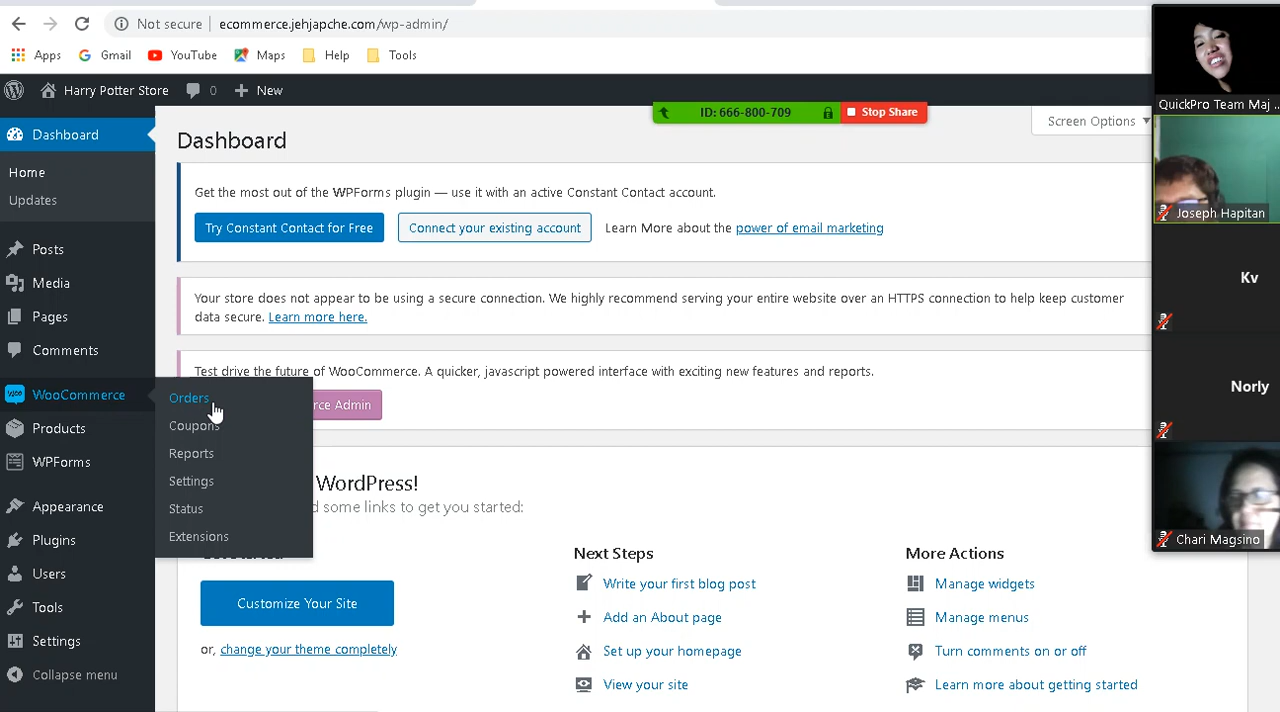 Not secure | ecommerce.jehjapche.com/wp-admin/
Apps Gmail YouTube Maps Help Tools
Harry Potter Store 0 New
ID: 666-800-709 Stop Share
Screen Options
Dashboard
Home
Updates
Posts
Media
Pages
Comments
WooCommerce
Products
WPForms
Appearance
Plugins
Users
Tools
Settings
Collapse menu
Orders
Coupons
Reports
Settings
Status
Extensions
Dashboard
Get the most out of the WPForms plugin — use it with an active Constant Contact account.
Try Constant Contact for Free Connect your existing account Learn More about the power of email marketing
Your store does not appear to be using a secure connection. We highly recommend serving your entire website over an HTTPS connection to help keep customer
data secure. Learn more here.
Test drive the future of WooCommerce. A quicker, javascript powered interface with exciting new features and reports.
rce Admin
WordPress!
some links to get you started:
Customize Your Site
or, change your theme completely
Next Steps
Write your first blog post
Add an About page
Set up your homepage
View your site
More Actions
Manage widgets
Manage menus
Turn comments on or off
Learn more about getting started
QuickPro Team Maj ...
Joseph Hapitan
Kv
Norly
Chari Magsino